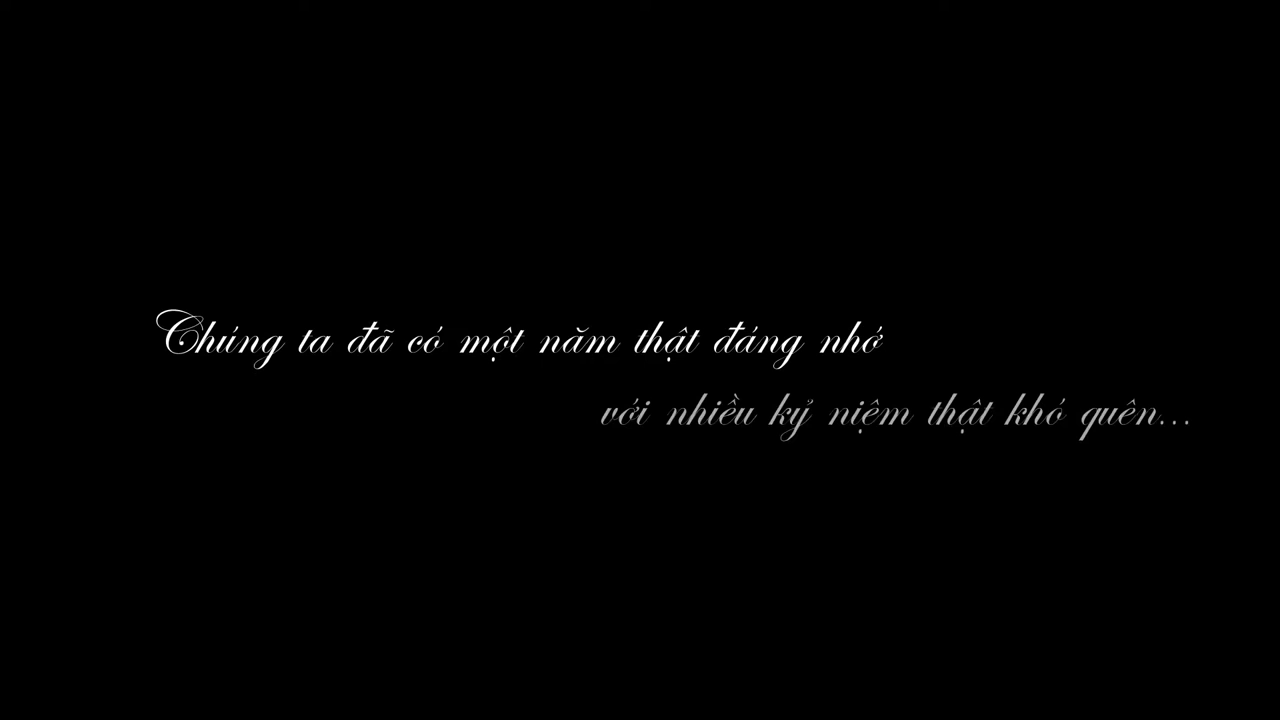 Chúng ta đã có một năm thật đáng nhớ
với nhiều kỷ niệm thật khó quên...